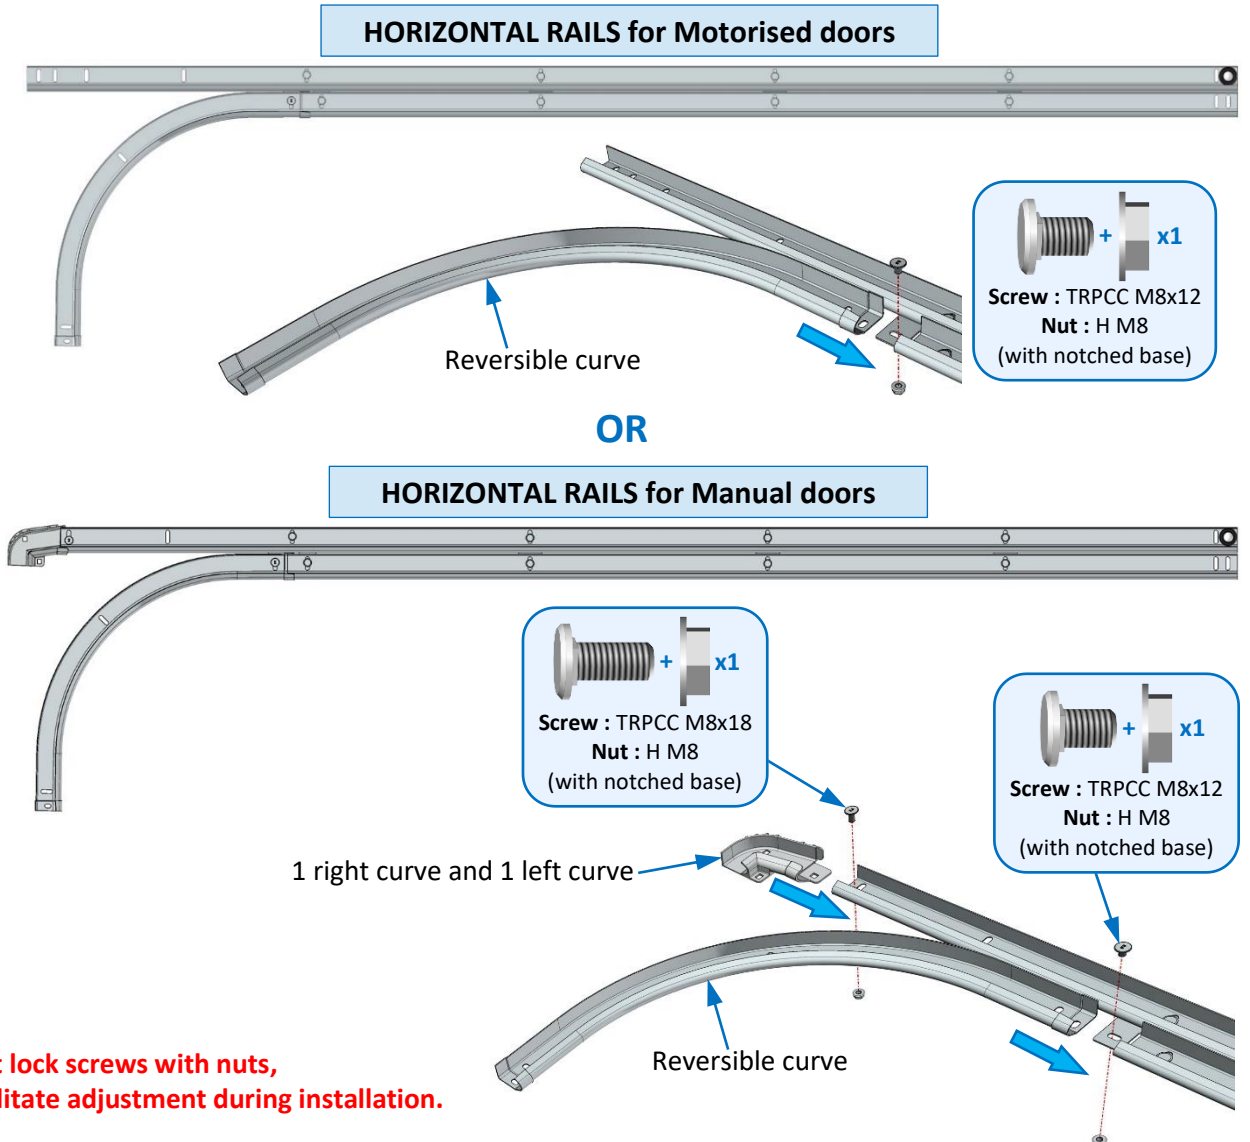 HORIZONTAL RAILS for Motorised doors
+ x1
Screw : TRPCC M8x12
Nut : H M8
(with notched base)
Reversible curve
OR
HORIZONTAL RAILS for Manual doors
+ x1
Screw : TRPCC M8x18
Nut : H M8
(with notched base)
+ x1
Screw : TRPCC M8x12
Nut : H M8
(with notched base)
1 right curve and 1 left curve
Reversible curve
lock screws with nuts,
adjustment during installation.